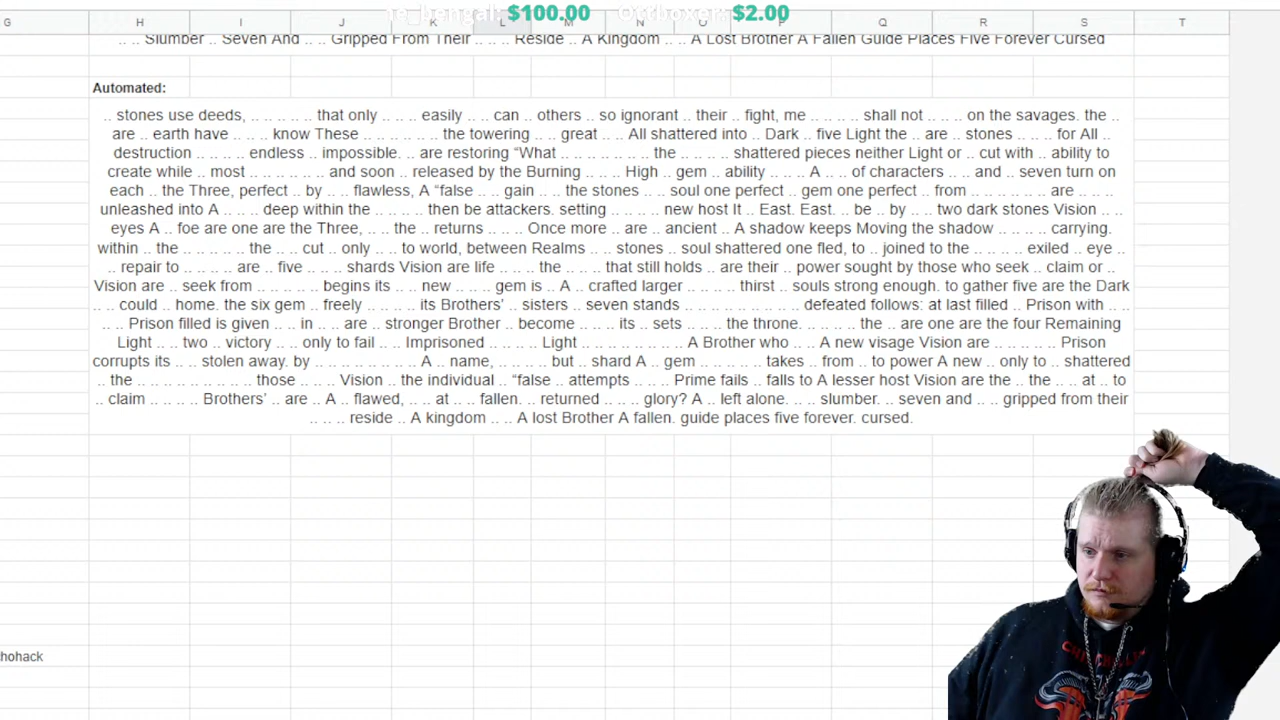 _bengal: $100.00 Ottboxer: $2.00
G H I J K L M N O P Q R S T
.. .. Slumber .. Seven And .. .. Gripped From Their .. .. .. Reside .. A Kingdom .. .. A Lost Brother A Fallen Guide Places Five Forever Cursed
Automated:
.. stones use deeds, .. .. .. .. .. that only .. .. .. easily .. .. can .. others .. so ignorant .. their .. fight, me .. .. .. .. shall not .. .. .. on the savages. the ..
are .. earth have .. .. .. know These .. .. .. .. .. .. the towering .. .. great .. .. All shattered into .. Dark .. five Light the .. are .. stones .. .. .. for All ..
destruction .. .. .. .. endless .. impossible. .. are restoring “What .. .. .. .. .. .. .. the .. .. .. .. shattered pieces neither Light or .. cut with .. ability to
create while .. most .. .. .. .. and soon .. released by the Burning .. .. .. High .. gem .. ability .. .. .. A .. .. of characters .. .. and .. seven turn on
each .. the Three, perfect .. by .. flawless, A “false .. .. gain .. .. the stones .. .. soul one perfect .. gem one perfect .. from .. .. .. .. .. are .. ..
unleashed into A .. .. .. deep within the .. .. .. .. then be attackers. setting .. .. .. .. new host It .. East. East. .. be .. by .. .. two dark stones Vision .. ..
eyes A .. foe are one are the Three, .. .. the .. returns .. .. .. Once more .. are .. ancient .. A shadow keeps Moving the shadow .. .. .. .. carrying.
within .. the .. .. .. .. the .. .. cut .. only .. .. to world, between Realms .. .. stones .. soul shattered one fled, to .. joined to the .. .. .. exiled .. eye ..
.. repair to .. .. .. .. are .. five .. .. shards Vision are life .. .. .. the .. .. .. that still holds .. are their .. power sought by those who seek .. claim or ..
Vision are .. seek from .. .. .. .. begins its .. new .. .. gem is .. A .. crafted larger .. .. .. .. thirst .. souls strong enough. to gather five are the Dark
.. .. could .. home. the six gem .. freely .. .. .. its Brothers’ .. sisters .. seven stands .. .. .. .. .. .. .. defeated follows: at last filled .. Prison with .. ..
.. .. Prison filled is given .. .. in .. .. are .. stronger Brother .. become .. .. .. its .. sets .. .. .. the throne. .. .. .. .. the .. are one are the four Remaining
Light .. .. two .. victory .. .. only to fail .. .. Imprisoned .. .. .. Light .. .. .. .. .. .. .. A Brother who .. .. A new visage Vision are .. .. .. .. Prison
corrupts its .. .. stolen away. by .. .. .. .. .. .. .. A .. name, .. .. .. but .. shard A .. gem .. .. .. .. takes .. from .. to power A new .. only to .. shattered
.. the .. .. .. .. .. .. .. .. those .. .. Vision .. the individual .. “false .. attempts .. .. Prime fails .. falls to A lesser host Vision are the .. the .. .. at .. to
.. claim .. .. .. .. Brothers’ .. are .. A .. flawed, .. .. at .. .. fallen. .. returned .. .. .. glory? A .. left alone. .. .. slumber. .. seven and .. .. gripped from their
.. .. .. .. reside .. A kingdom .. .. A lost Brother A fallen. guide places five forever. cursed.
hohack